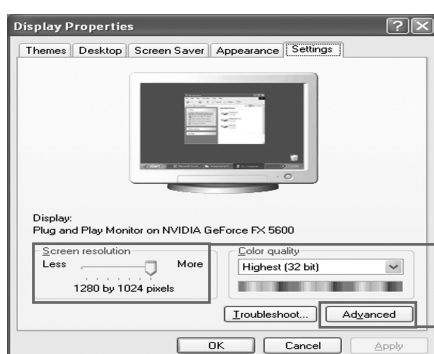 Display Properties
Themes Desktop Screen Saver Appearance Settings
Display:
Plug and Play Monitor on NVIDIA GeForce FX 5600
Screen resolution
Less More
1280 by 1024 pixels
Color quality
Highest (32 bit)
Troubleshoot... Advanced
OK Cancel Apply